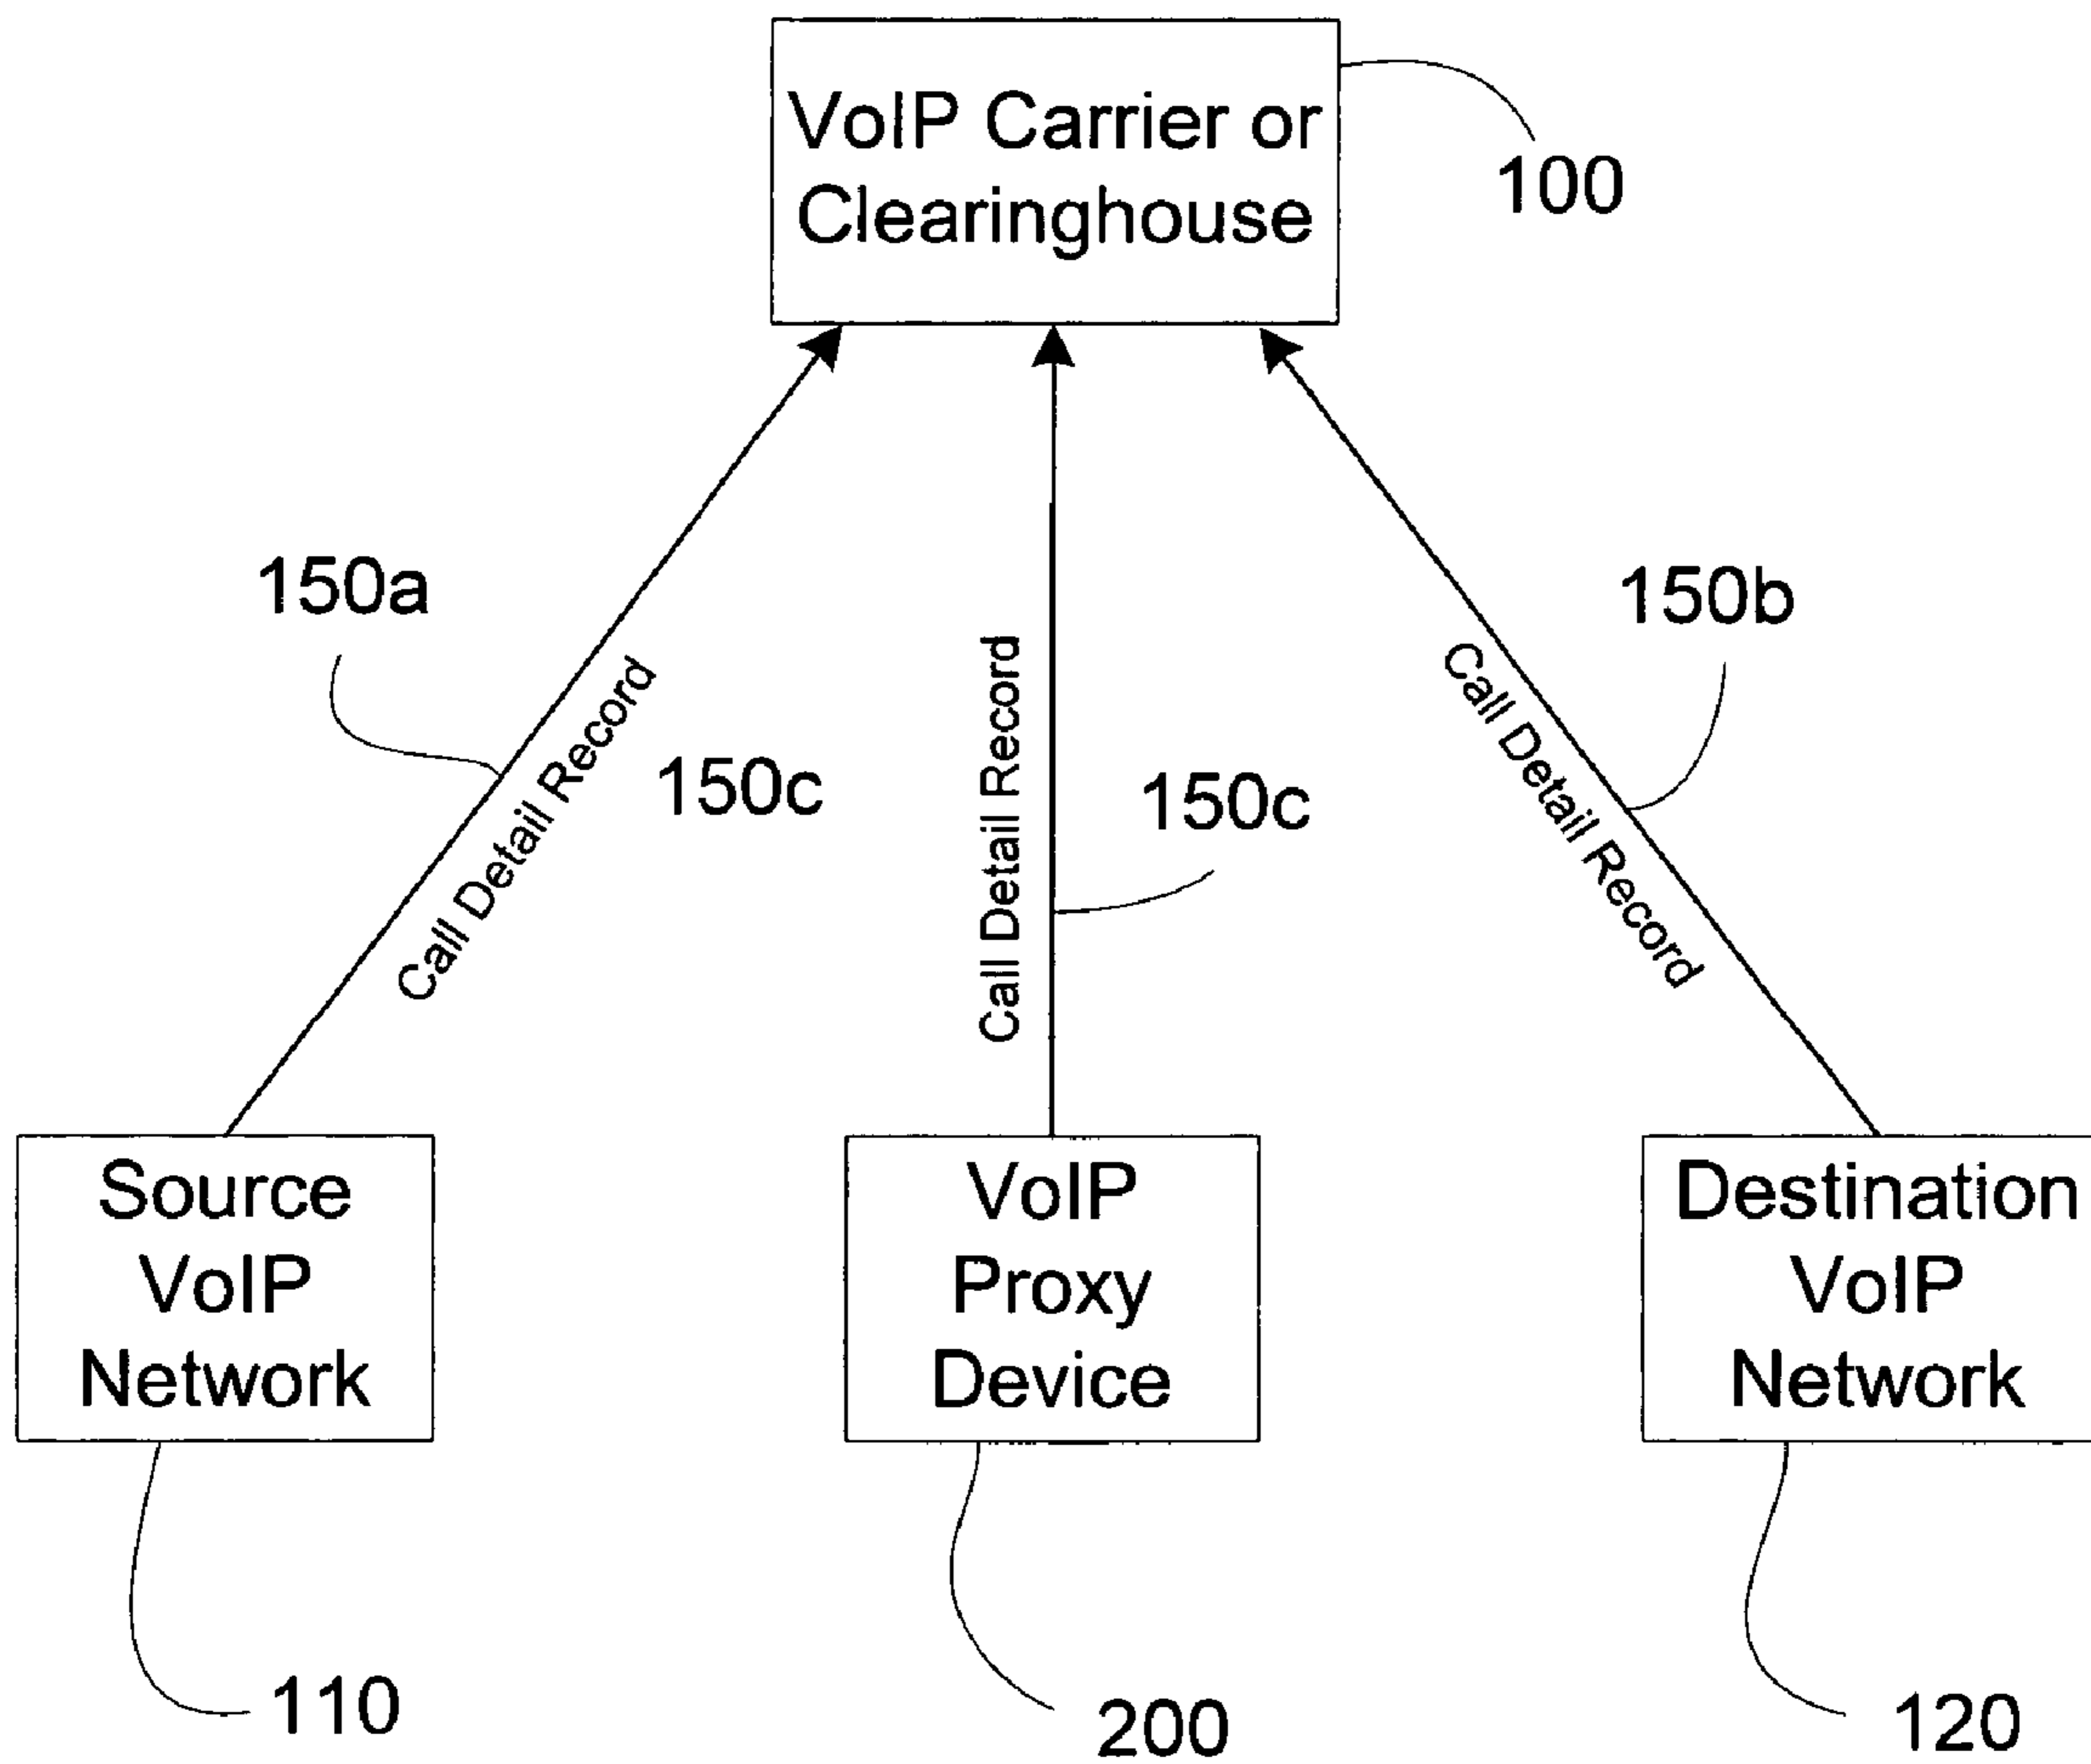 VoIP Carrier or
Clearinghouse
100
150a
150b
Call Detail Record
150c
Call Detail Record
150c
Call Detail Record
Source
VoIP
Network
VoIP
Proxy
Device
Destination
VoIP
Network
110
200
120